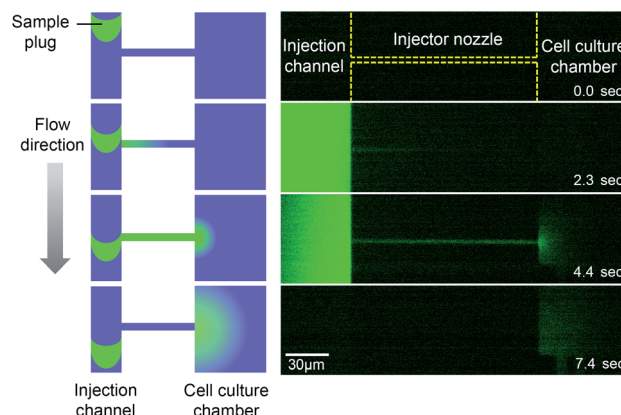 Sample
plug
Flow
direction
Injection
channel
Cell culture
chamber
Injection
channel
Injector nozzle
Cell culture
chamber
0.0 sec
2.3 sec
4.4 sec
30μm
7.4 sec